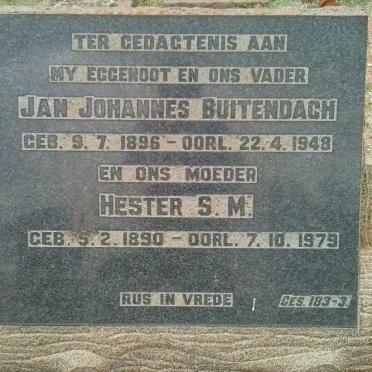 TER GEDAGTENIS AAN
MY EGGENOOT EN ONS VADER
JAN JOHANNES BUITENDACH
GEB. 9. 7. 1896 - OORL. 22. 4. 1948
EN ONS MOEDER
HESTER S. M.
GEB. 5. 2. 1890 - OORL. 7. 10. 1979
RUS IN VREDE
GES. 183-3.